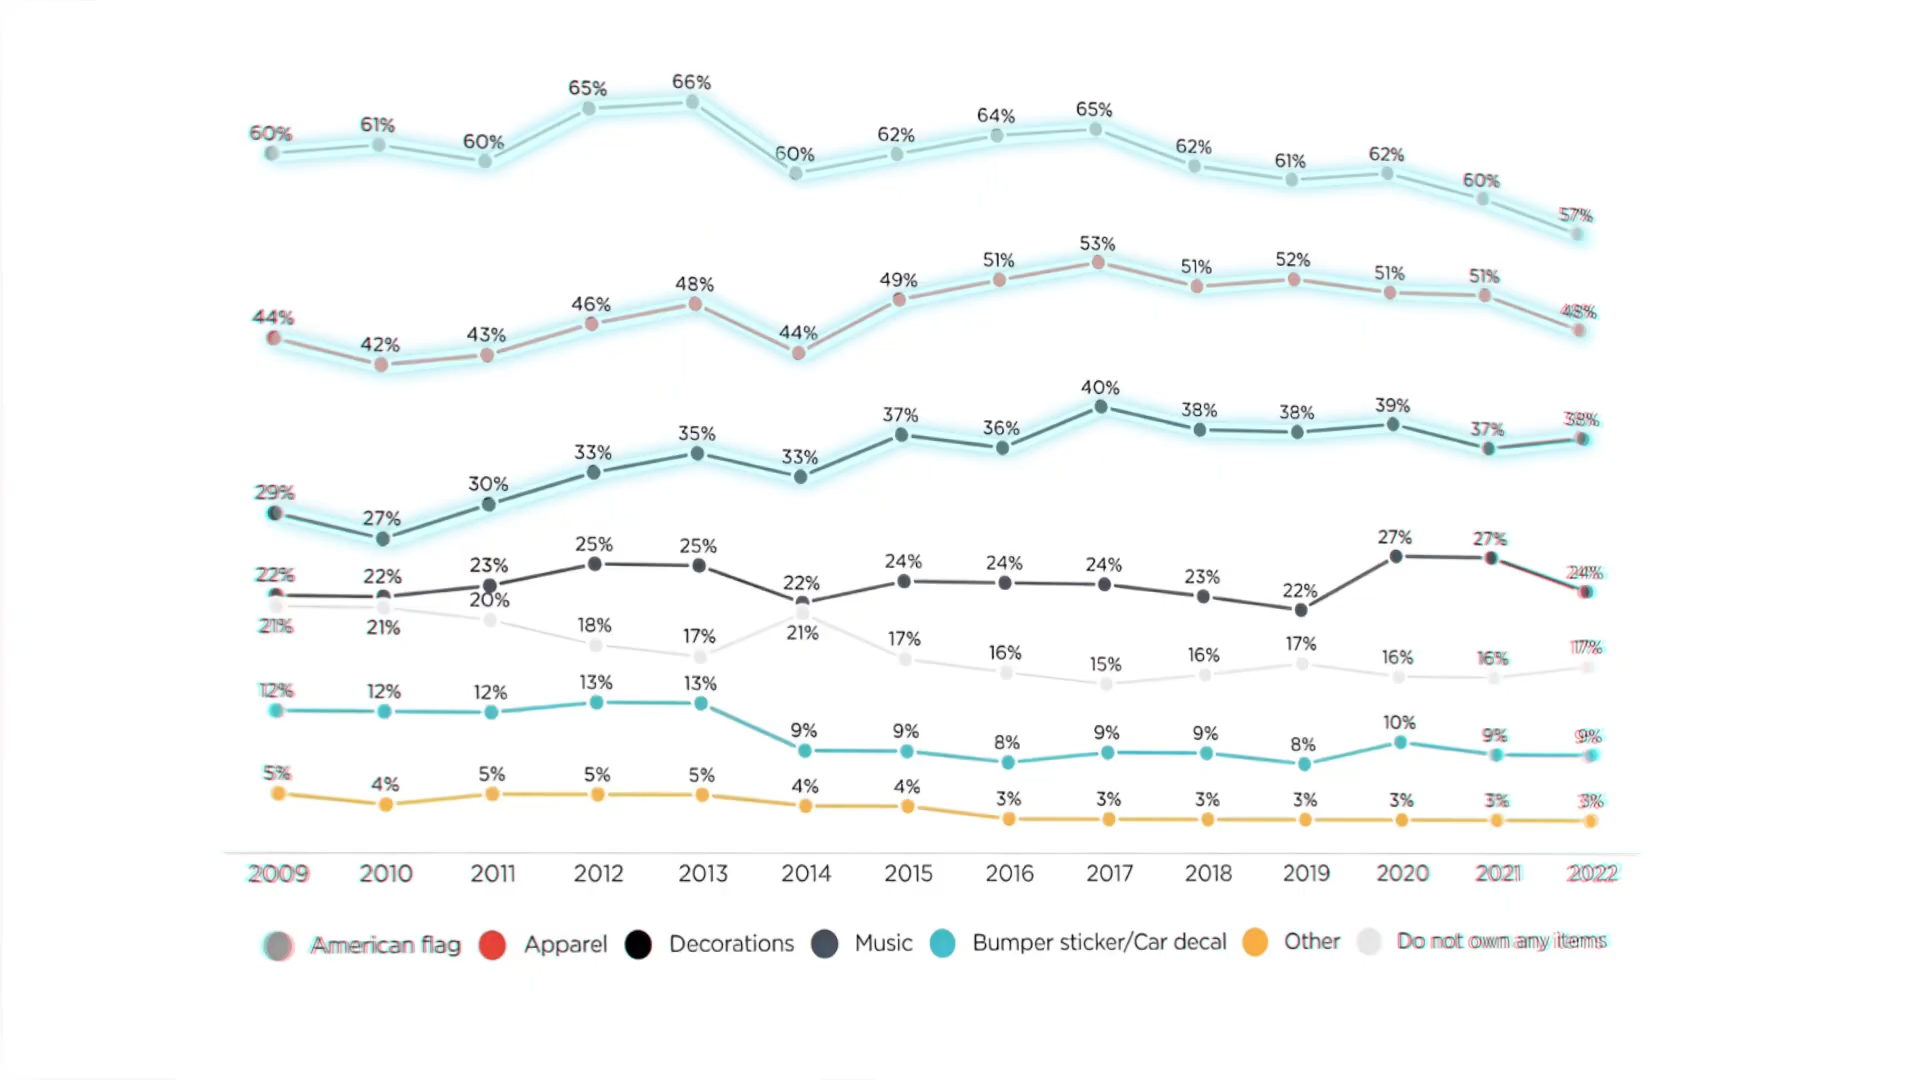 60% 61% 60% 65% 66% 60% 62% 64% 65% 62% 61% 62% 60% 57%
44% 42% 43% 46% 48% 44% 49% 51% 53% 51% 52% 51% 51%
29% 27% 30% 33% 35% 33% 37% 36% 40% 38% 38% 39% 37% 38%
22% 22% 23% 25% 25% 22% 24% 24% 24% 23% 22% 27% 27% 24%
21% 21% 20% 18% 17% 21% 17% 16% 15% 16% 17% 16% 16% 17%
12% 12% 12% 13% 13% 9% 9% 8% 9% 9% 8% 10% 9% 9%
5% 4% 5% 5% 5% 4% 4% 3% 3% 3% 3% 3% 3% 3%
2009 2010 2011 2012 2013 2014 2015 2016 2017 2018 2019 2020 2021 2022
American flag Apparel Decorations Music Bumper sticker/Car decal Other Do not own any items